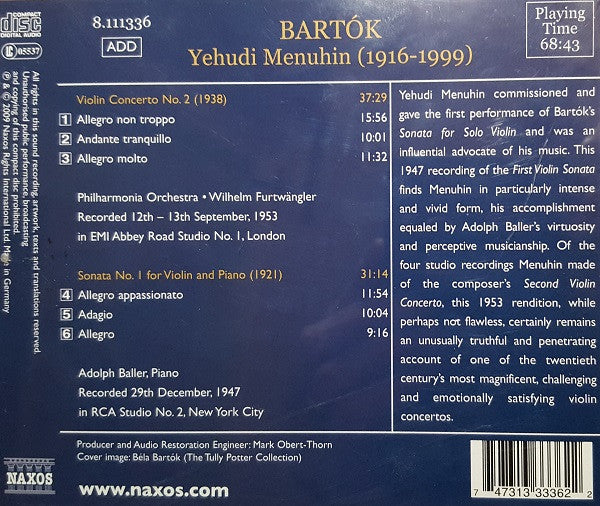 COMPACT
disc
DIGITAL AUDIO
LC 05537
8.111336
ADD
BARTÓK
Yehudi Menuhin (1916-1999)
Playing
Time
68:43
Violin Concerto No. 2 (1938) 37:29
1 Allegro non troppo 15:56
2 Andante tranquillo 10:01
3 Allegro molto 11:32
Philharmonia Orchestra • Wilhelm Furtwängler
Recorded 12th – 13th September, 1953
in EMI Abbey Road Studio No. 1, London
Sonata No. 1 for Violin and Piano (1921) 31:14
4 Allegro appassionato 11:54
5 Adagio 10:04
6 Allegro 9:16
Adolph Baller, Piano
Recorded 29th December, 1947
in RCA Studio No. 2, New York City
Yehudi Menuhin commissioned and
gave the first performance of Bartók's
Sonata for Solo Violin and was an
influential advocate of his music. This
1947 recording of the First Violin Sonata
finds Menuhin in particularly intense
and vivid form, his accomplishment
equaled by Adolph Baller's virtuosity
and perceptive musicianship. Of the
four studio recordings Menuhin made
of the composer's Second Violin
Concerto, this 1953 rendition, while
perhaps not flawless, certainly remains
an unusually truthful and penetrating
account of one of the twentieth
century's most magnificent, challenging
and emotionally satisfying violin
concertos.
Producer and Audio Restoration Engineer: Mark Obert-Thorn
Cover image: Béla Bartók (The Tully Potter Collection)
NAXOS
www.naxos.com
7 47313 33362 2
All rights in this sound recording, artwork, texts and translations reserved.
Unauthorised public performance, broadcasting
and copying of this compact disc prohibited.
℗ & © 2009 Naxos Rights International Ltd. Made in Germany